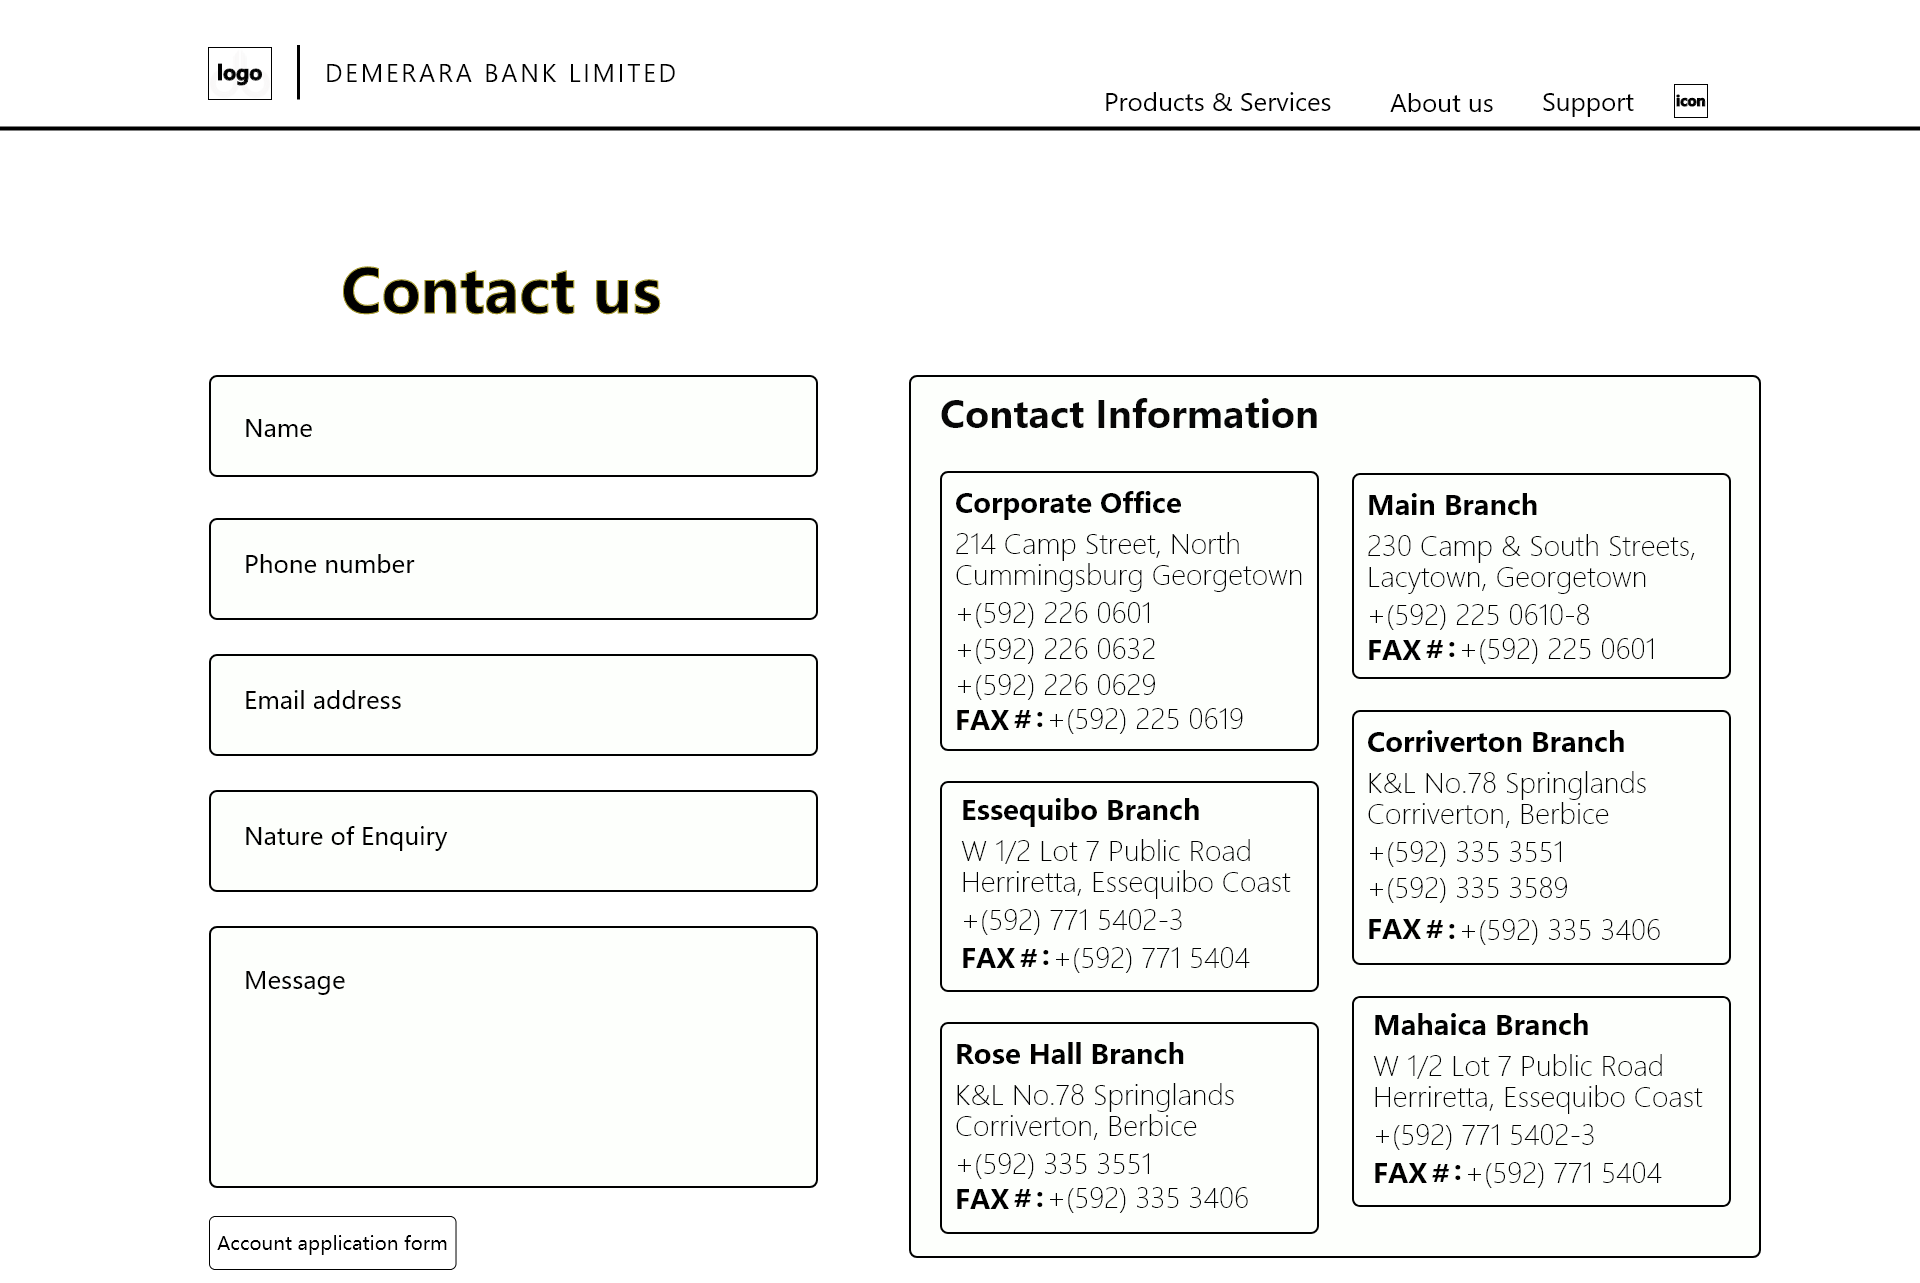 logo
DEMERARA BANK LIMITED
Products & Services
About us
Support
icon
Contact us
Name
Phone number
Email address
Nature of Enquiry
Message
Account application form
Contact Information
Corporate Office
214 Camp Street, North
Cummingsburg Georgetown
+(592) 226 0601
+(592) 226 0632
+(592) 226 0629
FAX #: +(592) 225 0619
Essequibo Branch
W 1/2 Lot 7 Public Road
Herriretta, Essequibo Coast
+(592) 771 5402-3
FAX #: +(592) 771 5404
Rose Hall Branch
K&L No.78 Springlands
Corriverton, Berbice
+(592) 335 3551
FAX #: +(592) 335 3406
Main Branch
230 Camp & South Streets,
Lacytown, Georgetown
+(592) 225 0610-8
FAX #: +(592) 225 0601
Corriverton Branch
K&L No.78 Springlands
Corriverton, Berbice
+(592) 335 3551
+(592) 335 3589
FAX #: +(592) 335 3406
Mahaica Branch
W 1/2 Lot 7 Public Road
Herriretta, Essequibo Coast
+(592) 771 5402-3
FAX #: +(592) 771 5404